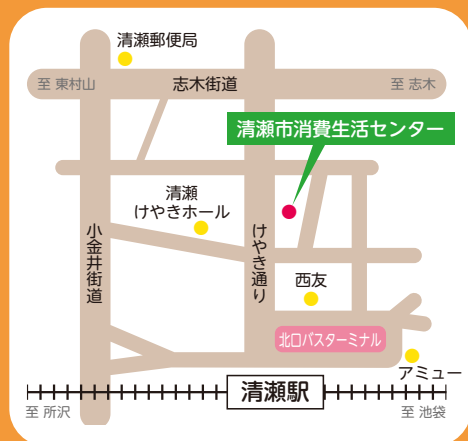 清瀬郵便局
至 東村山
志木街道
至 志木
清瀬市消費生活センター
清瀬
けやきホール
小金井街道
けやき通り
西友
北口バスターミナル
アミュー
清瀬駅
至 所沢
至 池袋